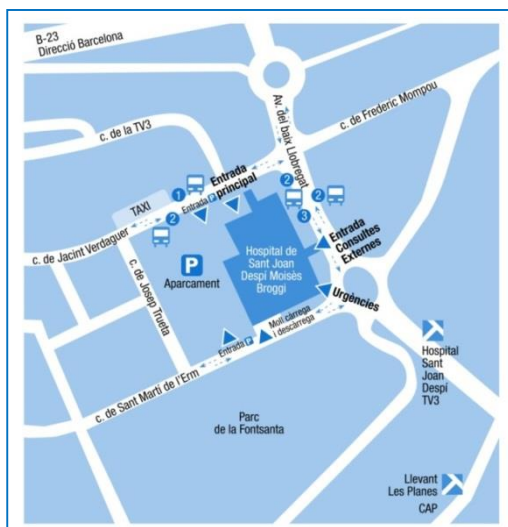 B-23
Direcció Barcelona
Av. del baix Llobregat
c. de Frederic Mompou
c. de la TV3
Entrada
principal
1
TAXI
Entrada P
2
2
2
3
c. de Jacint Verdaguer
c. de Josep Trueta
P
Aparcament
Hospital de
Sant Joan
Despí Moisès
Broggi
Entrada
Consultes
Externes
Urgències
Moll càrrega
i descàrrega
Entrada P
c. de Sant Martí de l'Erm
Hospital
Sant
Joan
Despí
TV3
Parc
de la Fontsanta
Llevant
Les Planes
CAP